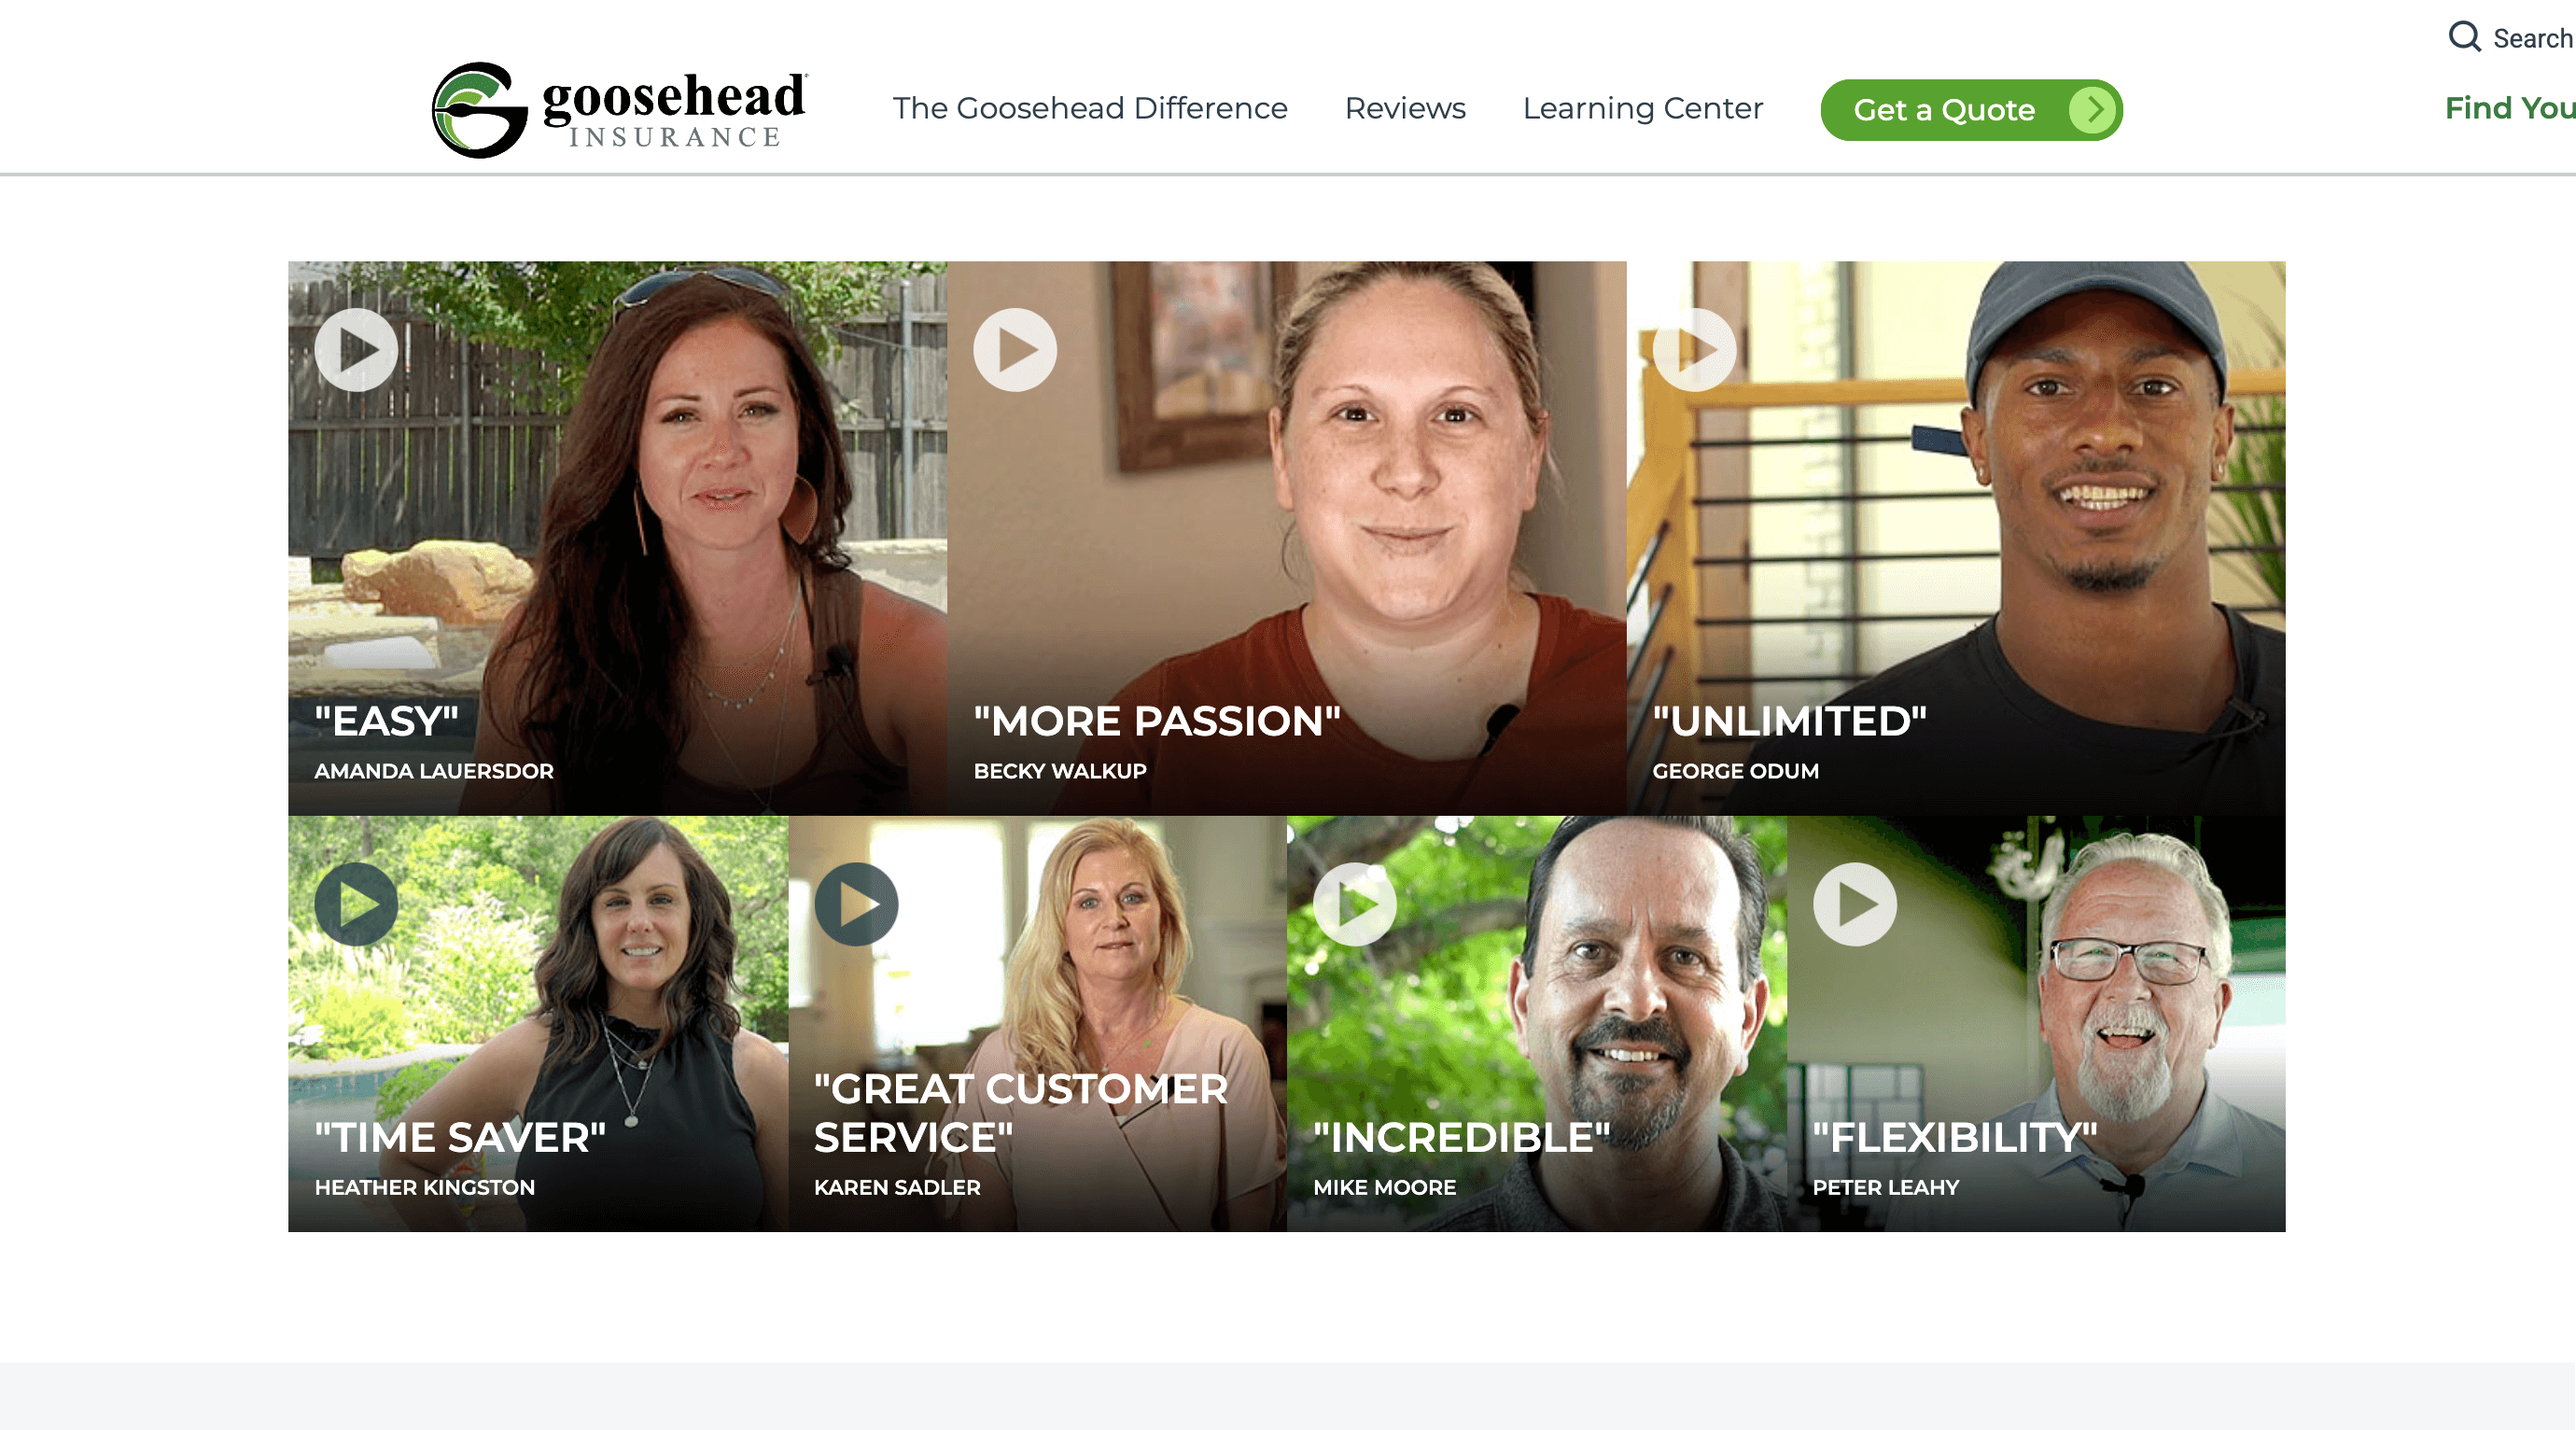 Search
goosehead
INSURANCE
The Goosehead Difference
Reviews
Learning Center
Get a Quote
Find You
"EASY"
AMANDA LAUERSDOR
"MORE PASSION"
BECKY WALKUP
"UNLIMITED"
GEORGE ODUM
"TIME SAVER"
HEATHER KINGSTON
"GREAT CUSTOMER
SERVICE"
KAREN SADLER
"INCREDIBLE"
MIKE MOORE
"FLEXIBILITY"
PETER LEAHY